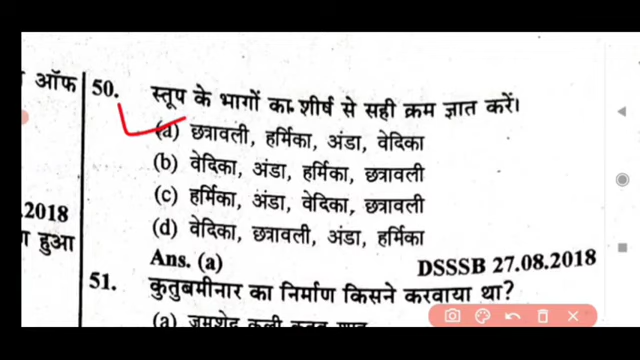 ऑफ
50. स्तूप के भागों का शीर्ष से सही क्रम ज्ञात करें।
(a) छत्रावली, हर्मिका, अंडा, वेदिका
(b) वेदिका, अंडा, हर्मिका, छत्रावली
(c) हर्मिका, अंडा, वेदिका, छत्रावली
.2018
(d) वेदिका, छत्रावली, अंडा, हर्मिका
हुआ
Ans. (a) DSSSB 27.08.2018
51. कुतुबमीनार का निर्माण किसने करवाया था?
(a)